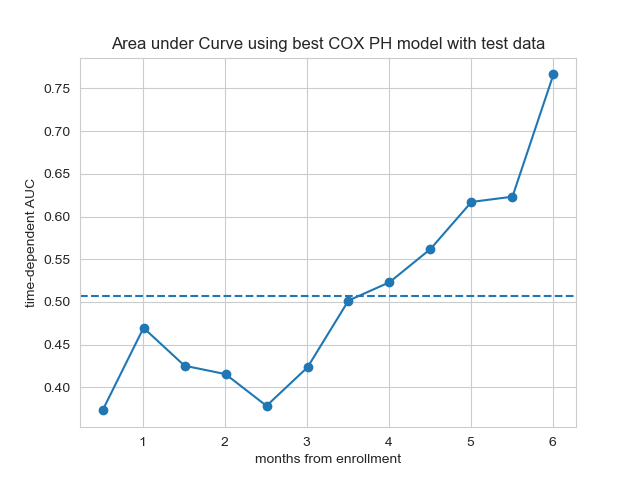 Area under Curve using best COX PH model with test data
time-dependent AUC
0.75
0.70
0.65
0.60
0.55
0.50
0.45
0.40
1 2 3 4 5 6
months from enrollment